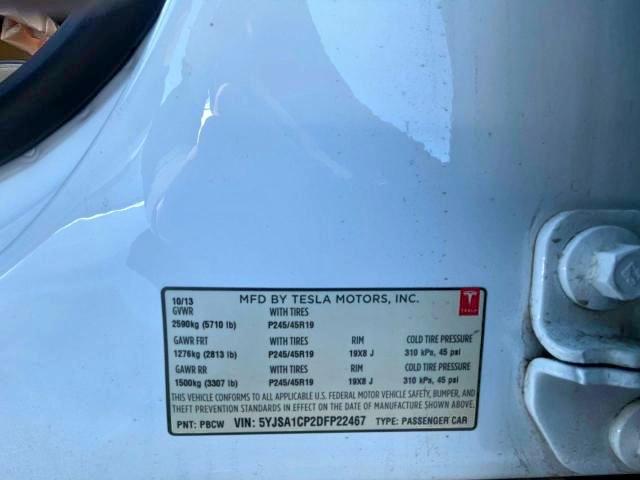 10/13 MFD BY TESLA MOTORS, INC.
GVWR WITH TIRES
2590kg (5710 lb) P245/45R19
GAWR FRT WITH TIRES RIM COLD TIRE PRESSURE
1276kg (2813 lb) P245/45R19 19X8 J 310 kPa, 45 psi
GAWR RR WITH TIRES RIM COLD TIRE PRESSURE
1500kg (3307 lb) P245/45R19 19X8 J 310 kPa, 45 psi
THIS VEHICLE CONFORMS TO ALL APPLICABLE U.S. FEDERAL MOTOR VEHICLE SAFETY, BUMPER, AND
THEFT PREVENTION STANDARDS IN EFFECT ON THE DATE OF MANUFACTURE SHOWN ABOVE.
PNT: PBCW VIN: 5YJSA1CP2DFP22467 TYPE: PASSENGER CAR
TESLA